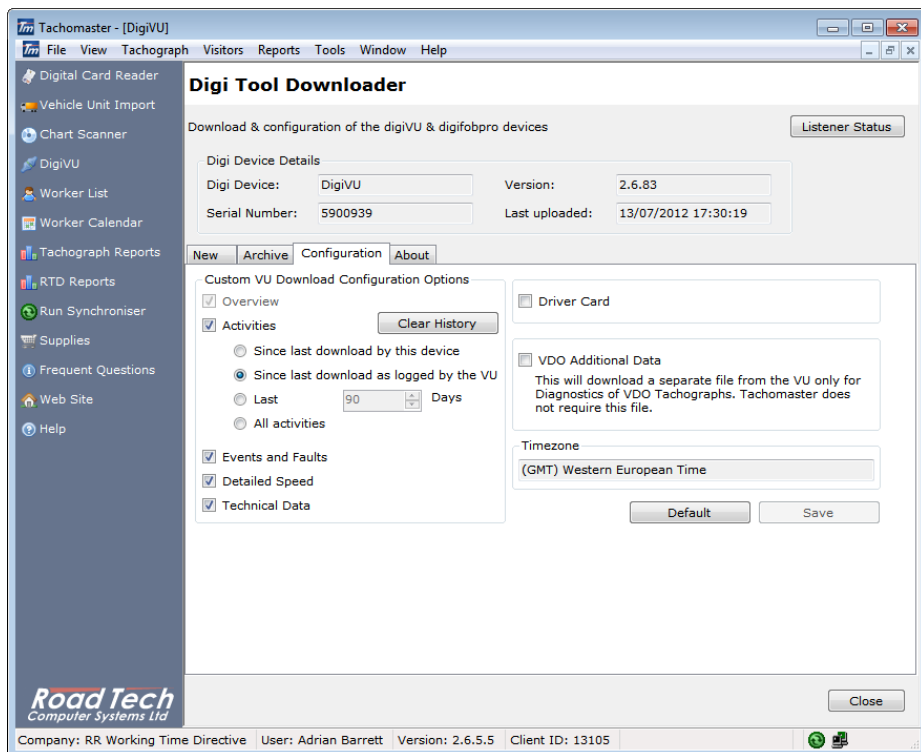 Tm Tachomaster - [DigiVU]
Tm File View Tachograph Visitors Reports Tools Window Help
Digital Card Reader
Vehicle Unit Import
Chart Scanner
DigiVU
Worker List
Worker Calendar
Tachograph Reports
RTD Reports
Run Synchroniser
Supplies
Frequent Questions
Web Site
Help
Road Tech
Computer Systems Ltd
Digi Tool Downloader
Download & configuration of the digiVU & digifobpro devices
Listener Status
Digi Device Details
Digi Device: DigiVU Version: 2.6.83
Serial Number: 5900939 Last uploaded: 13/07/2012 17:30:19
New Archive Configuration About
Custom VU Download Configuration Options
Overview
Activities Clear History
Since last download by this device
Since last download as logged by the VU
Last 90 Days
All activities
Events and Faults
Detailed Speed
Technical Data
Driver Card
VDO Additional Data
This will download a separate file from the VU only for
Diagnostics of VDO Tachographs. Tachomaster does
not require this file.
Timezone
(GMT) Western European Time
Default Save
Close
Company: RR Working Time Directive User: Adrian Barrett Version: 2.6.5.5 Client ID: 13105